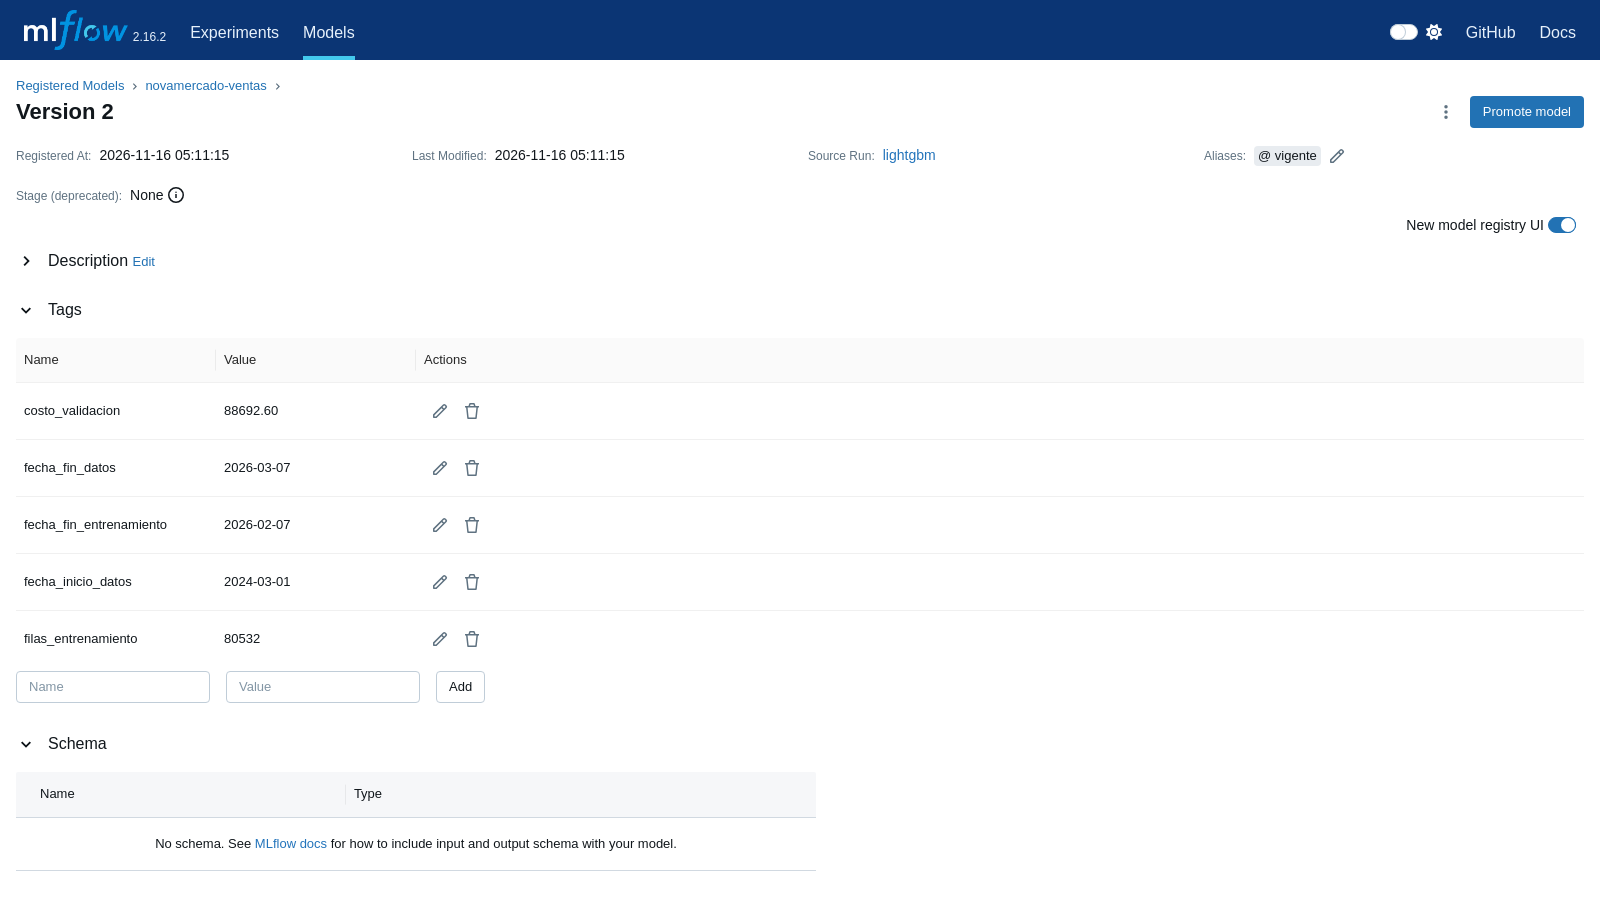 mlflow 2.16.2 Experiments Models GitHub Docs
Registered Models › novamercado-ventas ›
Version 2
Promote model
Registered At: 2026-11-16 05:11:15 Last Modified: 2026-11-16 05:11:15 Source Run: lightgbm Aliases: @ vigente
Stage (deprecated): None
New model registry UI
Description Edit
Tags
Name Value Actions
costo_validacion 88692.60
fecha_fin_datos 2026-03-07
fecha_fin_entrenamiento 2026-02-07
fecha_inicio_datos 2024-03-01
filas_entrenamiento 80532
Name Value Add
Schema
Name Type
No schema. See MLflow docs for how to include input and output schema with your model.